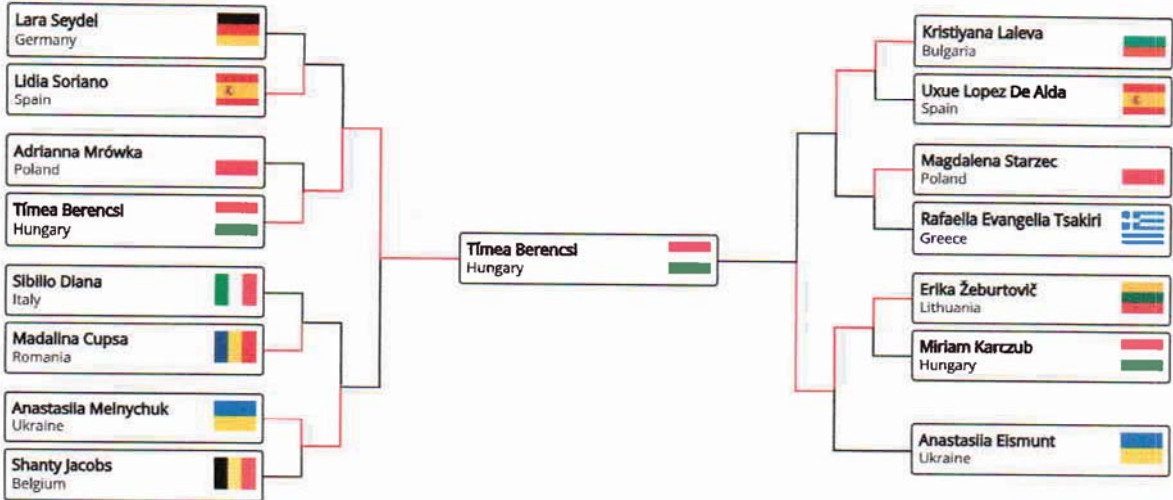 Lara Seydel
Germany
Lidia Soriano
Spain
Adrianna Mrówka
Poland
Tímea Berencsi
Hungary
Sibilio Diana
Italy
Madalina Cupsa
Romania
Anastasiia Melnychuk
Ukraine
Shanty Jacobs
Belgium
Tímea Berencsi
Hungary
Kristiyana Laleva
Bulgaria
Uxue Lopez De Alda
Spain
Magdalena Starzec
Poland
Rafaella Evangelia Tsakiri
Greece
Erika Žeburtovič
Lithuania
Miriam Karczub
Hungary
Anastasiia Eismunt
Ukraine